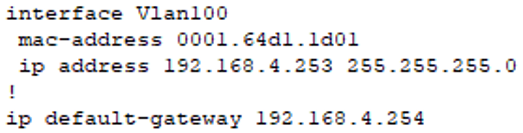 interface Vlan100
 mac-address 0001.64d1.1d01
 ip address 192.168.4.253 255.255.255.0
!
ip default-gateway 192.168.4.254